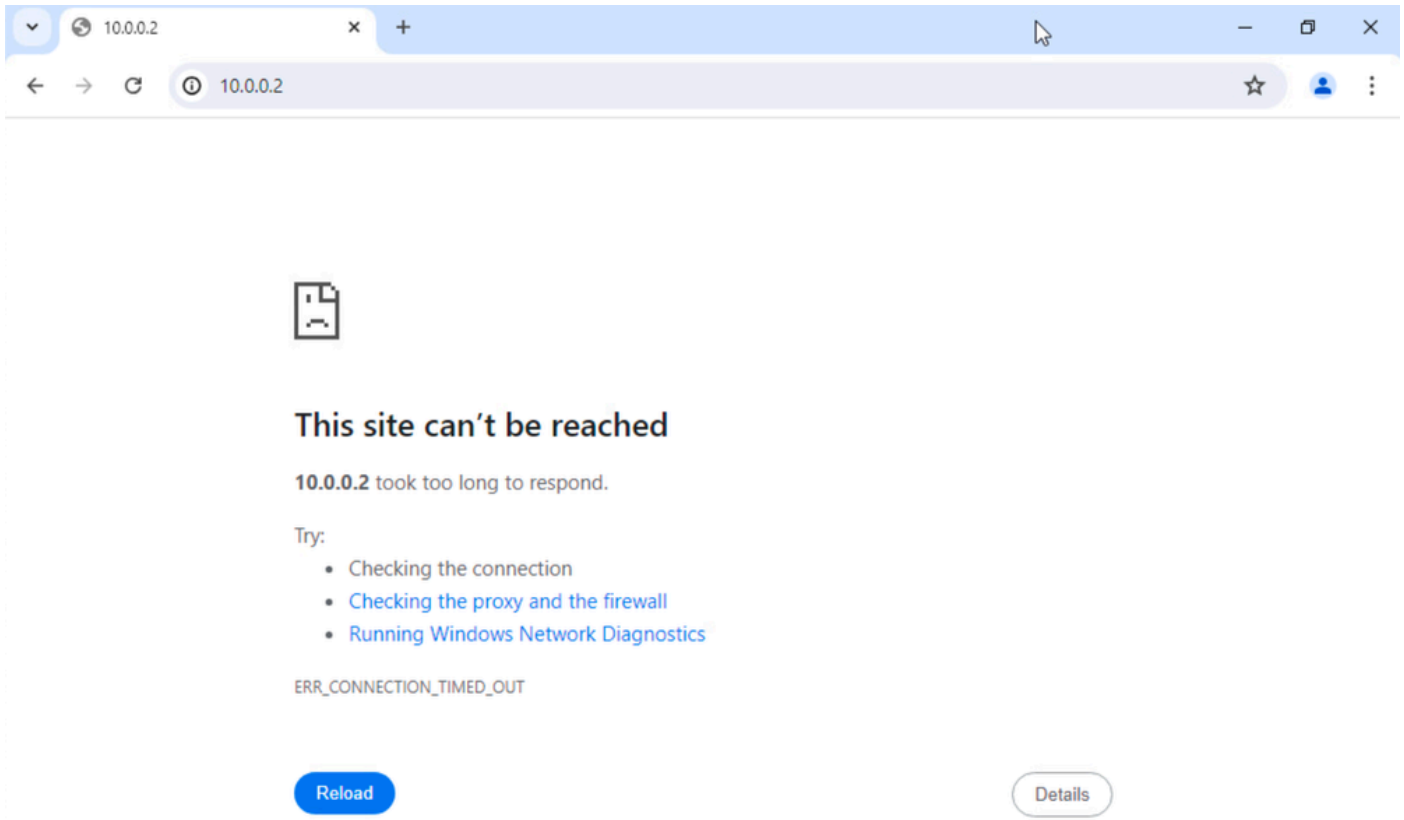 10.0.0.2
10.0.0.2
This site can’t be reached
10.0.0.2 took too long to respond.
Try:
• Checking the connection
• Checking the proxy and the firewall
• Running Windows Network Diagnostics
ERR_CONNECTION_TIMED_OUT
Reload
Details